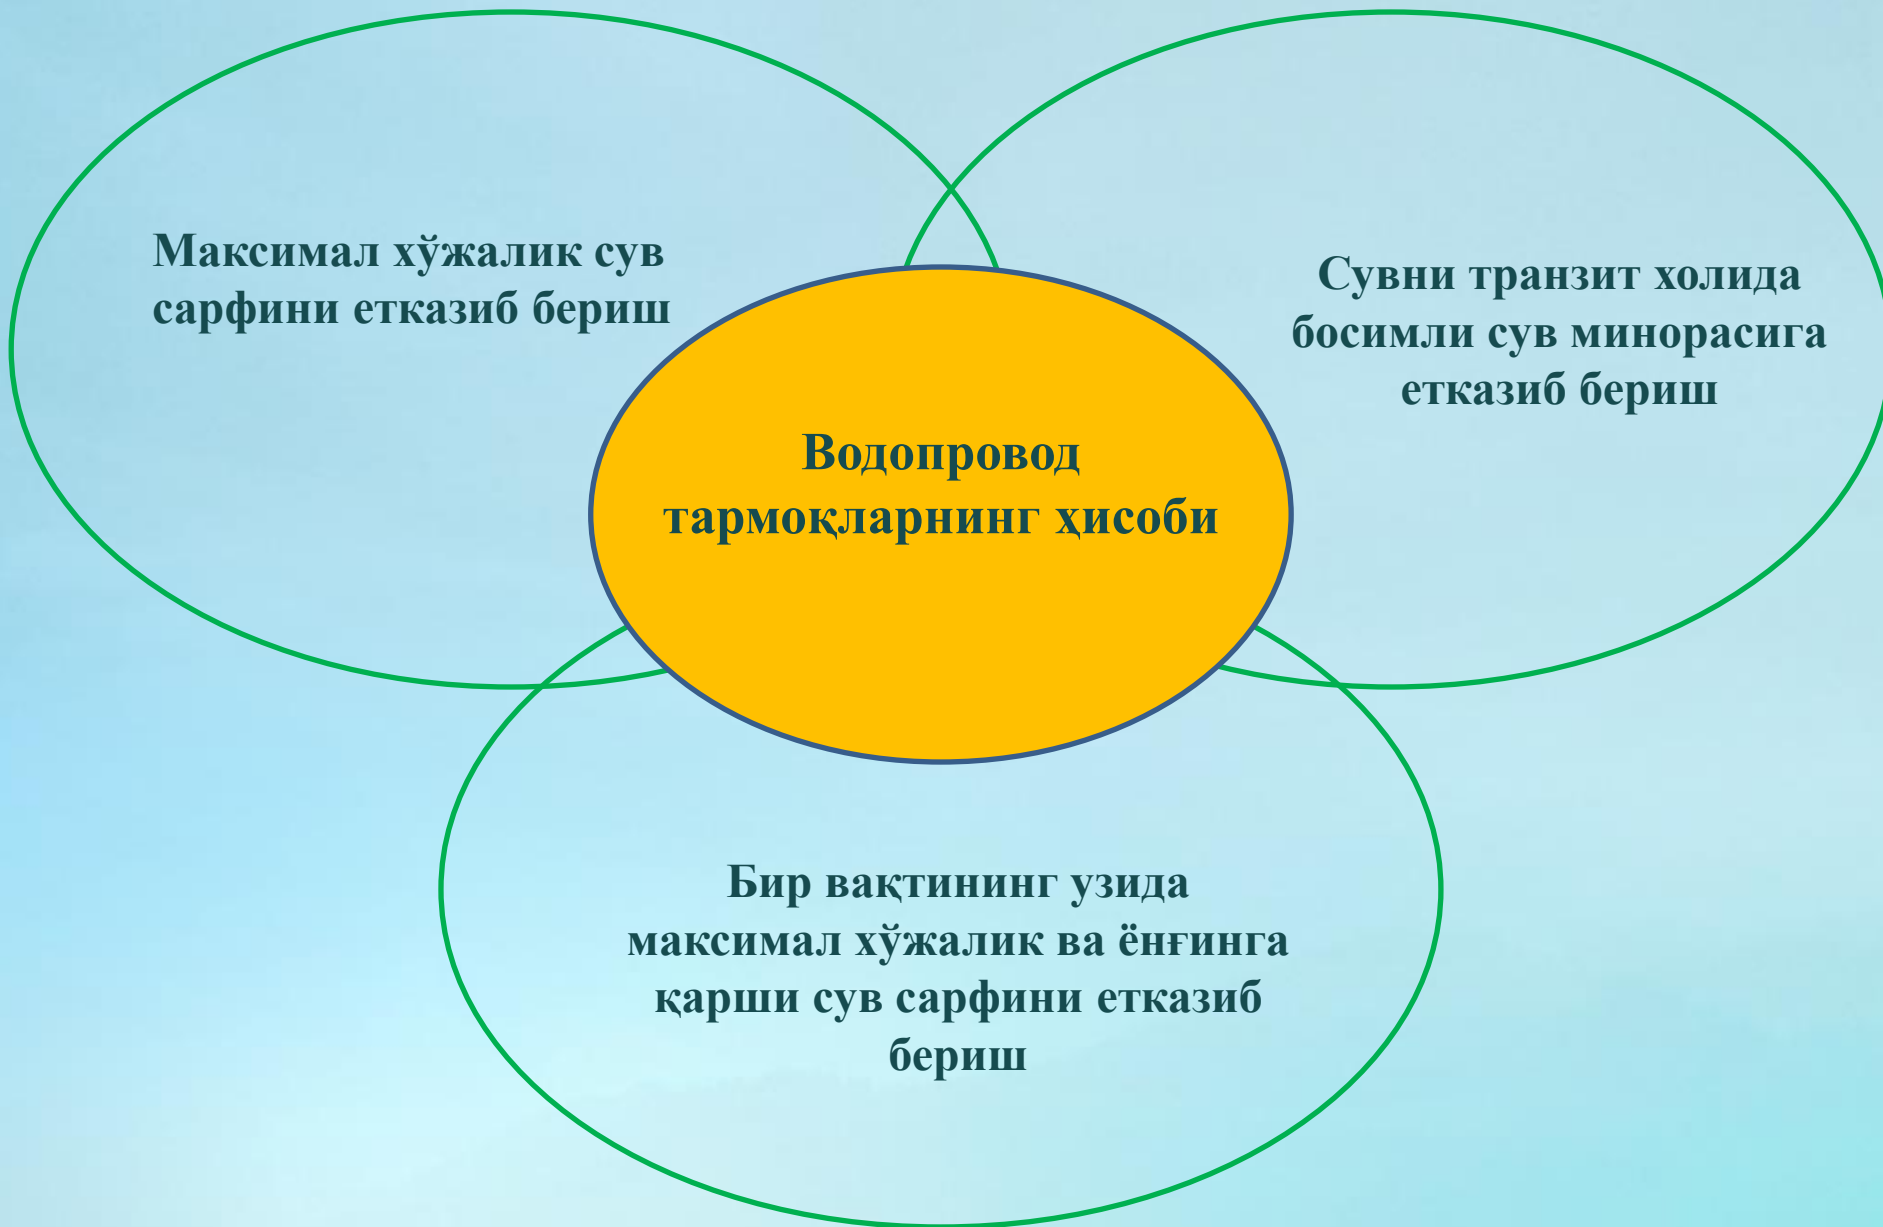 Максимал хўжалик сув
сарфини етказиб бериш
Сувни транзит холида
босимли сув минорасига
етказиб бериш
Водопровод
тармоқларнинг ҳисоби
Бир вақтининг узида
максимал хўжалик ва ёнғинга
қарши сув сарфини етказиб
бериш